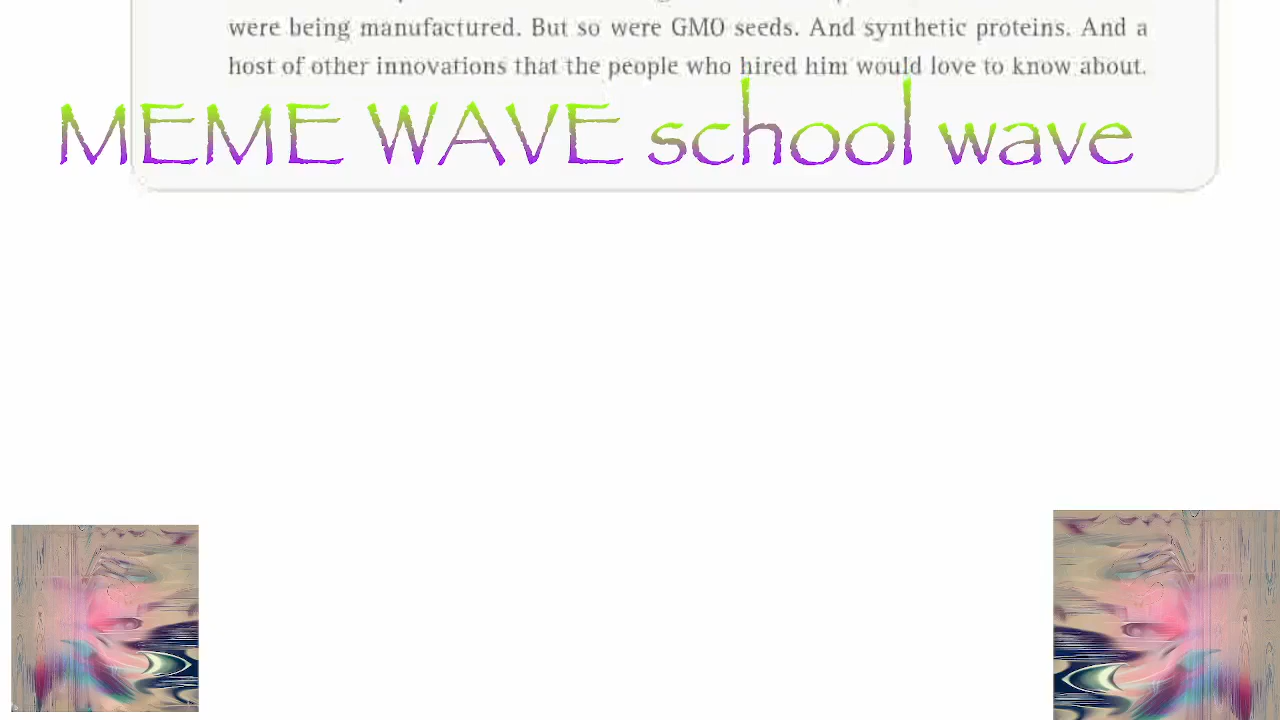 were being manufactured. But so were GMO seeds. And synthetic proteins. And a
host of other innovations that the people who hired him would love to know about.
MEME WAVE school wave